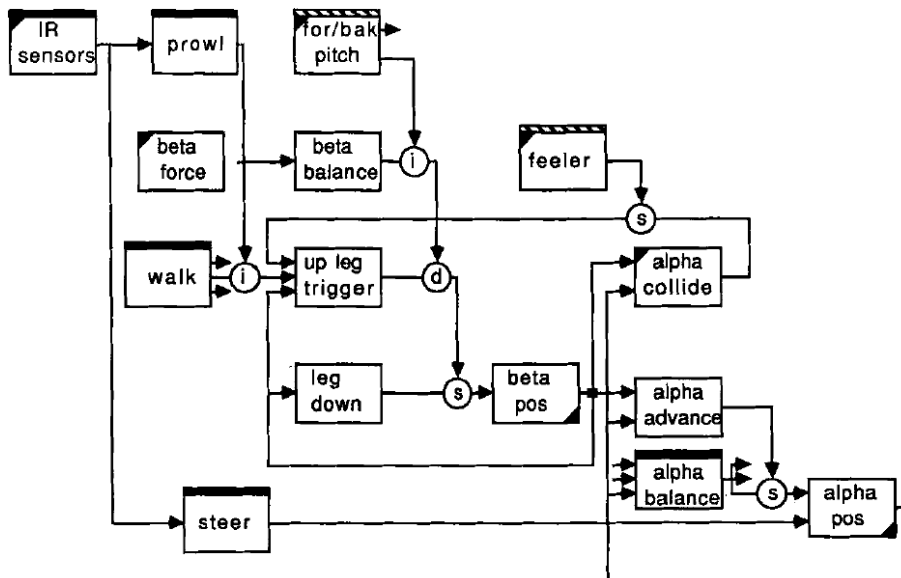 IR
sensors
prowl
for/bak
pitch
beta
force
beta
balance
i
feeler
s
walk
i
up leg
trigger
d
alpha
collide
leg
down
s
beta
pos
alpha
advance
alpha
balance
s
alpha
pos
steer